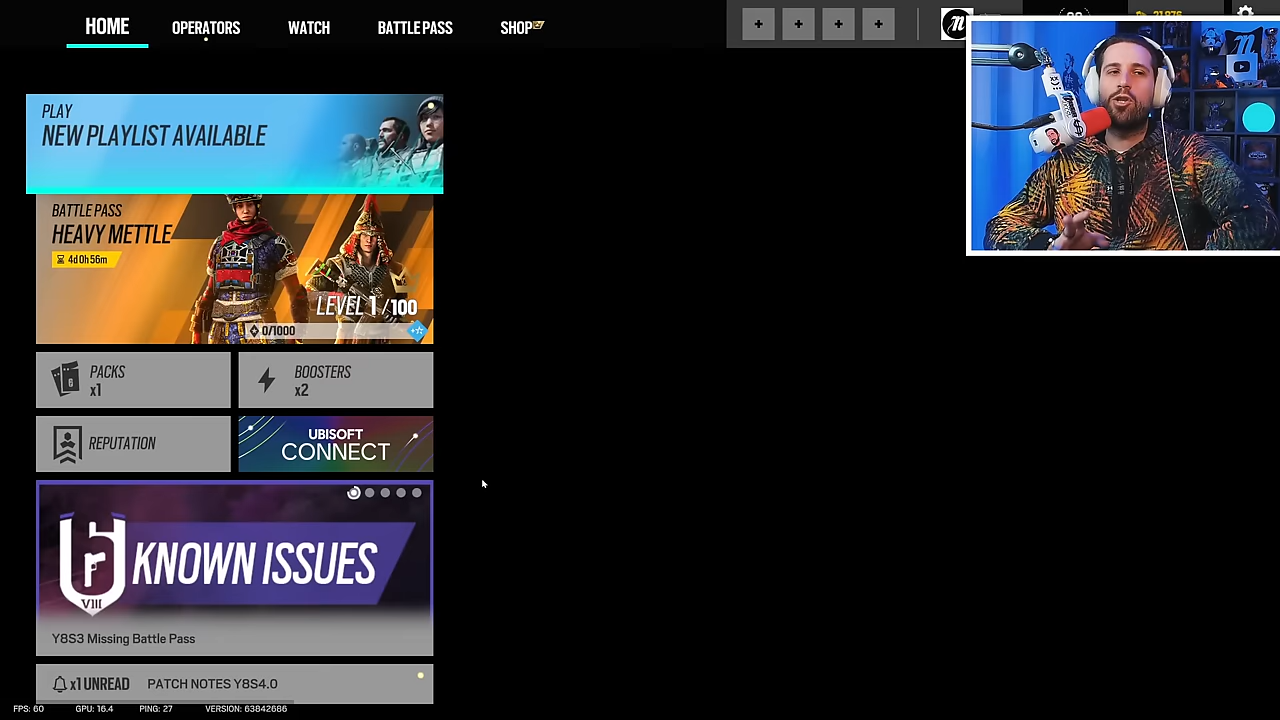 HOME
OPERATORS
WATCH
BATTLE PASS
SHOP
+ + + +
PLAY
NEW PLAYLIST AVAILABLE
BATTLE PASS
HEAVY METTLE
4d 0h 56m
LEVEL 1 / 100
0/1000
PACKS
x1
BOOSTERS
x2
REPUTATION
UBISOFT
CONNECT
KNOWN ISSUES
VIII
Y8S3 Missing Battle Pass
x1 UNREAD
PATCH NOTES Y8S4.0
FPS: 60
GPU: 16.4
PING: 27
VERSION: 63842686